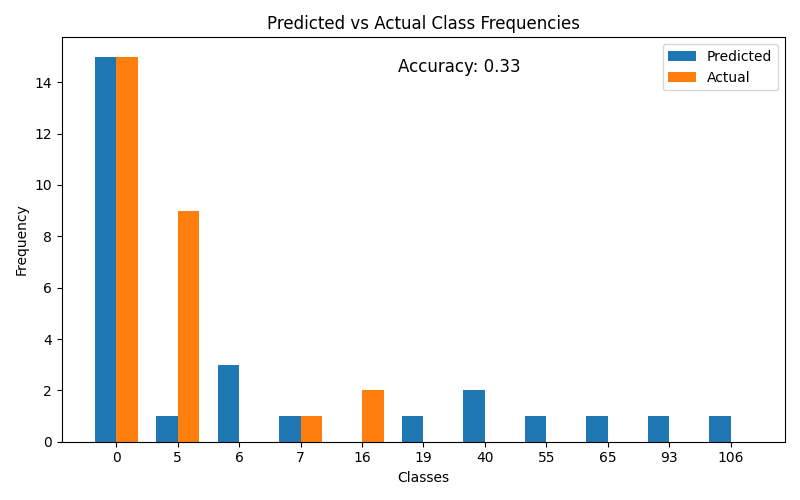 Predicted vs Actual Class Frequencies
Accuracy: 0.33
Predicted
Actual
Frequency
14
12
10
8
6
4
2
0
0 5 6 7 16 19 40 55 65 93 106
Classes